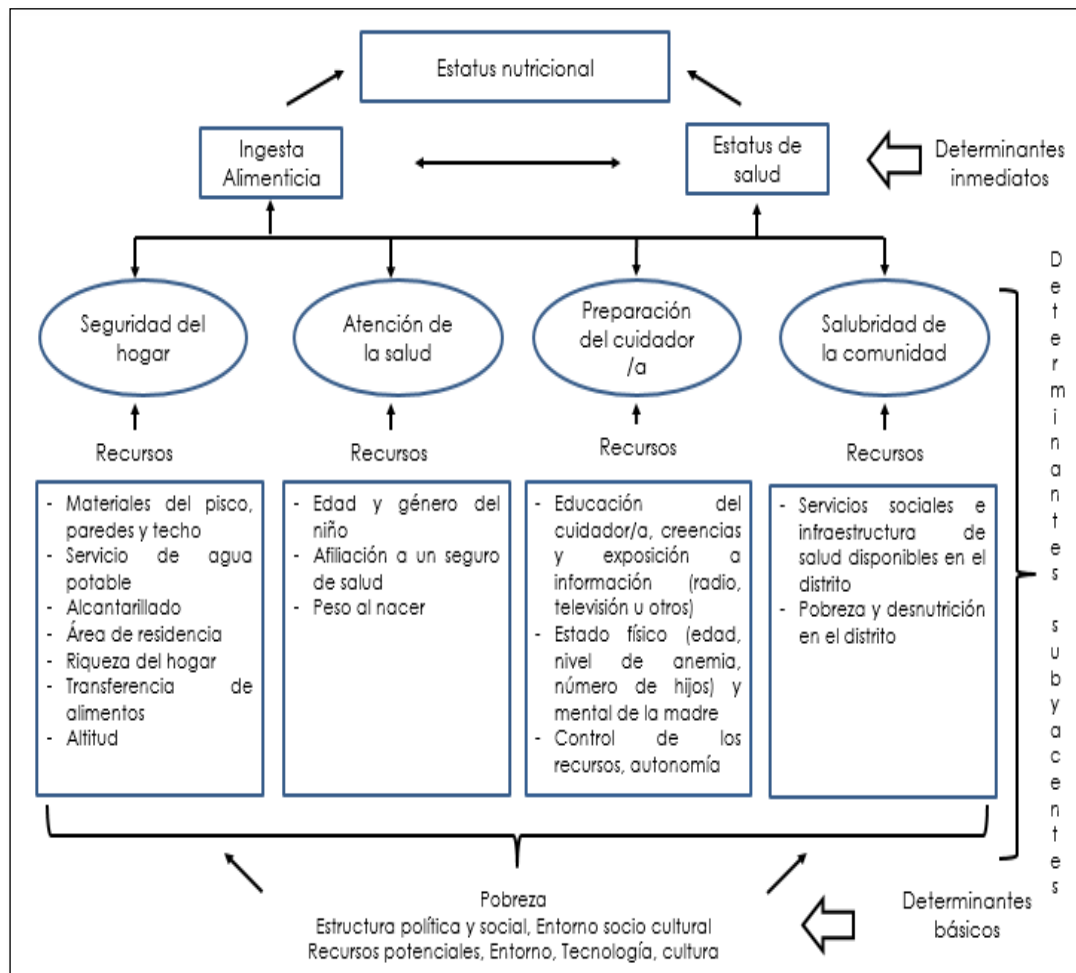 Estatus nutricional
Ingesta
Alimenticia
Estatus de
salud
Determinantes
inmediatos
Seguridad del
hogar
Atención de
la salud
Preparación
del cuidador
/a
Salubridad de
la comunidad
Recursos
Recursos
Recursos
Recursos
- Materiales del pisco,
paredes y techo
- Servicio de agua
potable
- Alcantarillado
- Área de residencia
- Riqueza del hogar
- Transferencia de
alimentos
- Altitud
- Edad y género del
niño
- Afiliación a un seguro
de salud
- Peso al nacer
- Educación del
cuidador/a, creencias
y exposición a
información (radio,
televisión u otros)
- Estado físico (edad,
nivel de anemia,
número de hijos) y
mental de la madre
- Control de los
recursos, autonomía
- Servicios sociales e
infraestructura de
salud disponibles en el
distrito
- Pobreza y desnutrición
en el distrito
Determinantes subyacentes
Pobreza
Estructura política y social, Entorno socio cultural
Recursos potenciales, Entorno, Tecnología, cultura
Determinantes
básicos